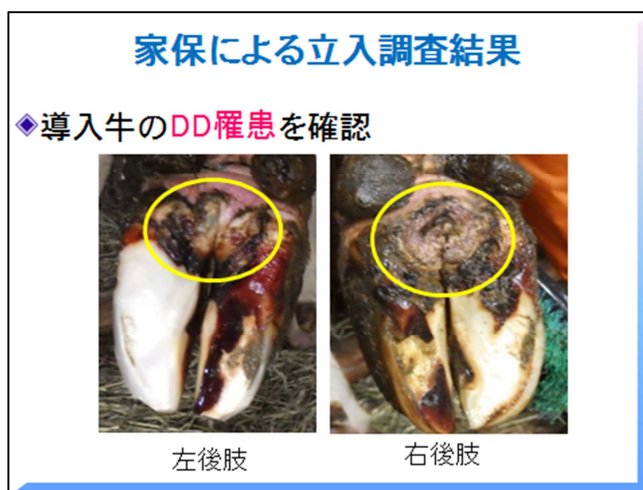 家保による立入調査結果
◆導入牛のDD罹患を確認
左後肢
右後肢